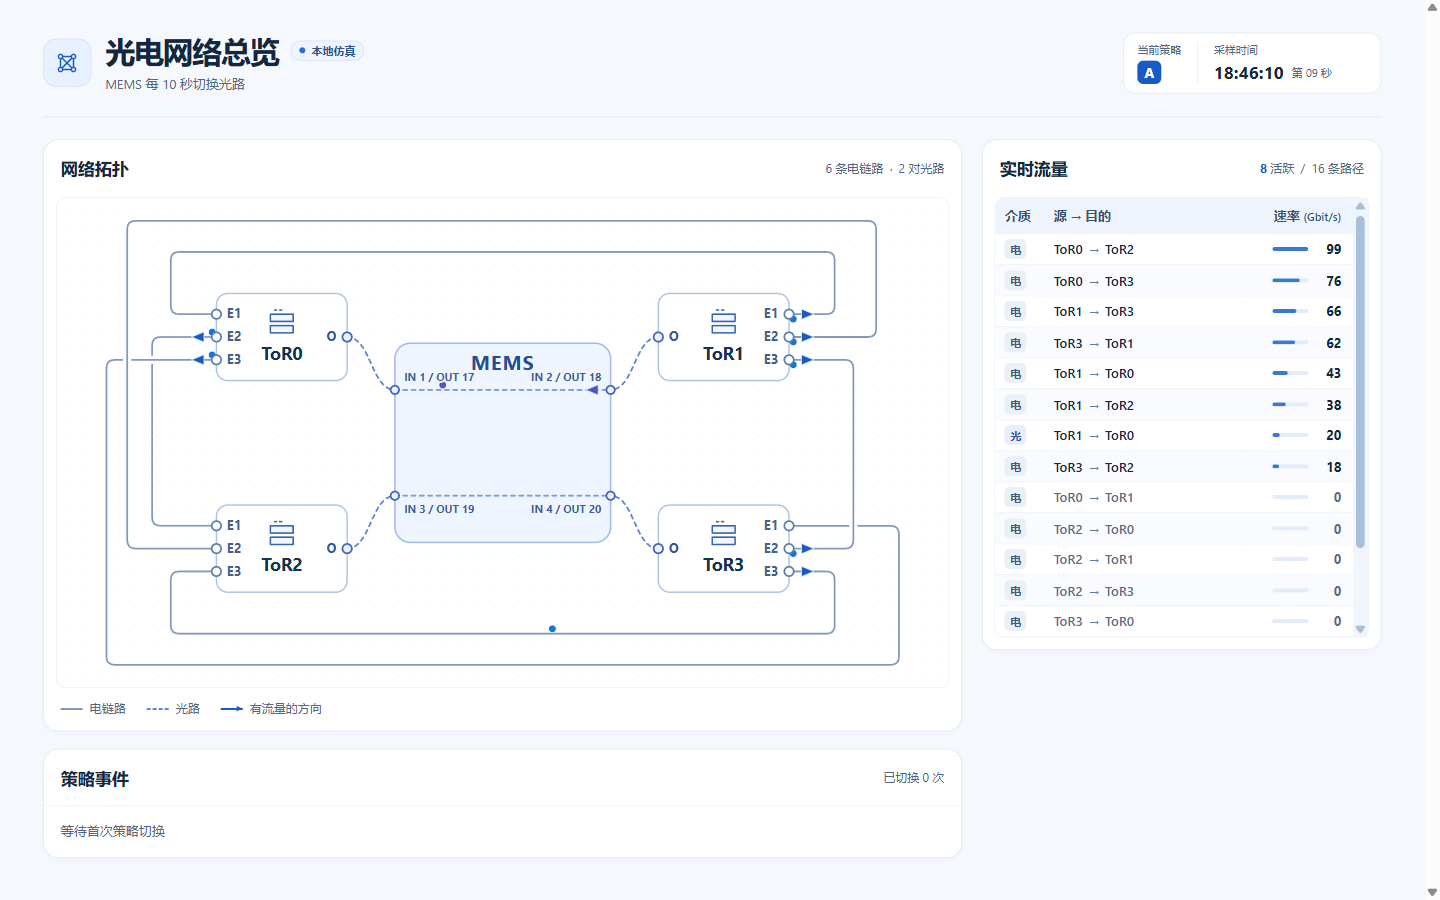 光电网络总览
本地仿真
MEMS 每 10 秒切换光路
当前策略
A
采样时间
18:46:10 第 09 秒
网络拓扑
6 条电链路 · 2 对光路
E1
E2
E3
O
ToR0
O
ToR1
E1
E2
E3
MEMS
IN 1 / OUT 17
IN 2 / OUT 18
IN 3 / OUT 19
IN 4 / OUT 20
E1
E2
E3
O
ToR2
O
ToR3
E1
E2
E3
电链路
光路
有流量的方向
实时流量
8 活跃 / 16 条路径
介质 源 → 目的 速率 (Gbit/s)
电 ToR0 → ToR2 99
电 ToR0 → ToR3 76
电 ToR1 → ToR3 66
电 ToR3 → ToR1 62
电 ToR1 → ToR0 43
电 ToR1 → ToR2 38
光 ToR1 → ToR0 20
电 ToR3 → ToR2 18
电 ToR0 → ToR1 0
电 ToR2 → ToR0 0
电 ToR2 → ToR1 0
电 ToR2 → ToR3 0
电 ToR3 → ToR0 0
策略事件
已切换 0 次
等待首次策略切换